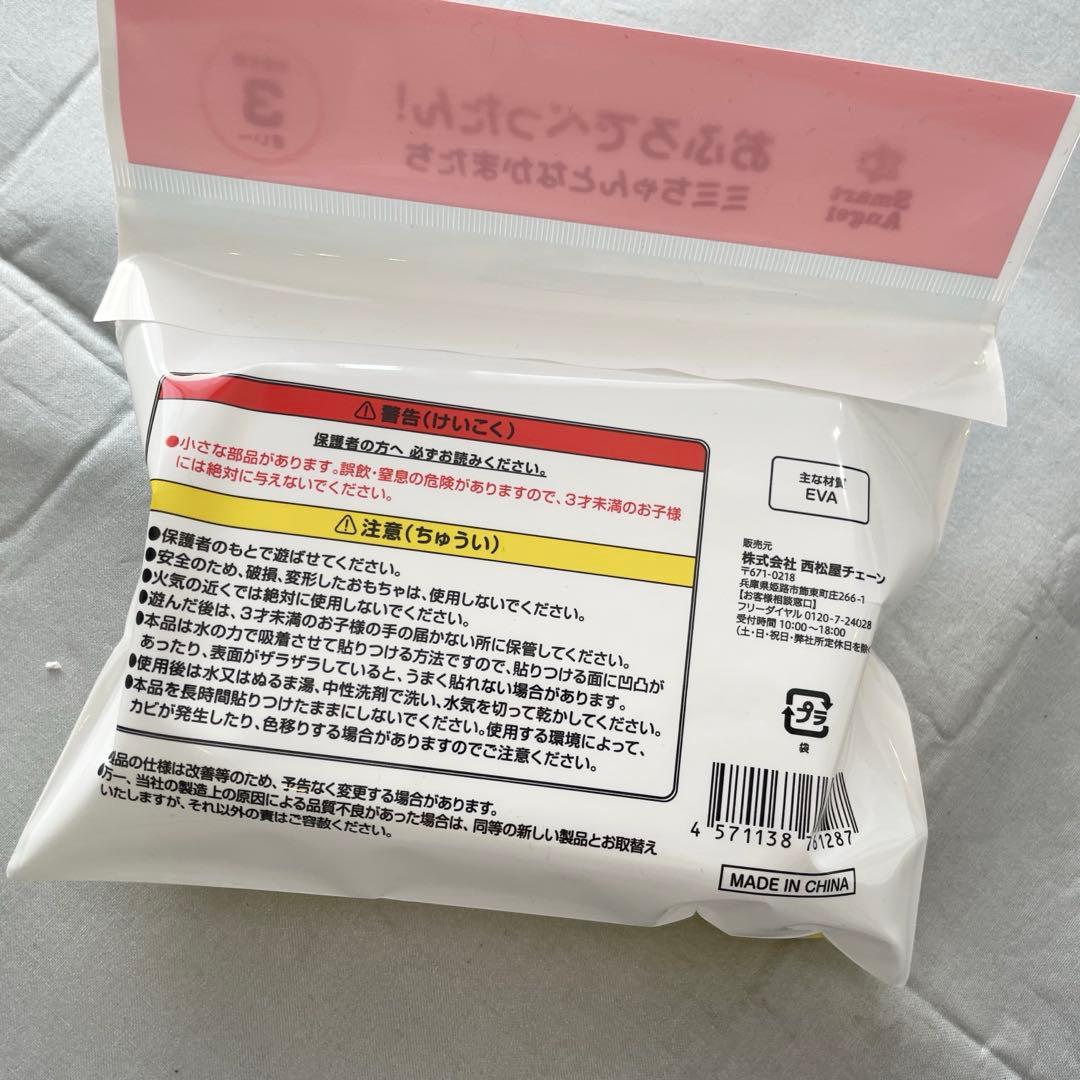 3
さい〜
おふろでぺったん!
ミミちゃんとなかまたち
Smart
Angel
⚠警告(けいこく)
保護者の方へ 必ずお読みください。
●小さな部品があります。誤飲・窒息の危険がありますので、3才未満のお子様
には絶対に与えないでください。
⚠注意(ちゅうい)
●保護者のもとで遊ばせてください。
●安全のため、破損、変形したおもちゃは、使用しないでください。
●火気の近くでは絶対に使用しないでください。
●遊んだ後は、3才未満のお子様の手の届かない所に保管してください。
●本品は水の力で吸着させて貼りつける方法ですので、貼りつける面に凹凸が
あったり、表面がザラザラしていると、うまく貼れない場合があります。
●使用後は水又はぬるま湯、中性洗剤で洗い、水気を切って乾かしてください。
●本品を長時間貼りつけたままにしないでください。使用する環境によって、
カビが発生したり、色移りする場合がありますのでご注意ください。
品の仕様は改善等のため、予告なく変更する場合があります。
●万一、当社の製造上の原因による品質不良があった場合は、同等の新しい製品とお取替え
いたしますが、それ以外の責はご容赦ください。
主な材質
EVA
販売元
株式会社 西松屋チェーン
〒671-0218
兵庫県姫路市飾東町庄266-1
【お客様相談窓口】
フリーダイヤル 0120-7-24028
受付時間 10:00〜18:00
(土・日・祝日・弊社所定休日を除く
プラ
袋
4 571138 761287
MADE IN CHINA